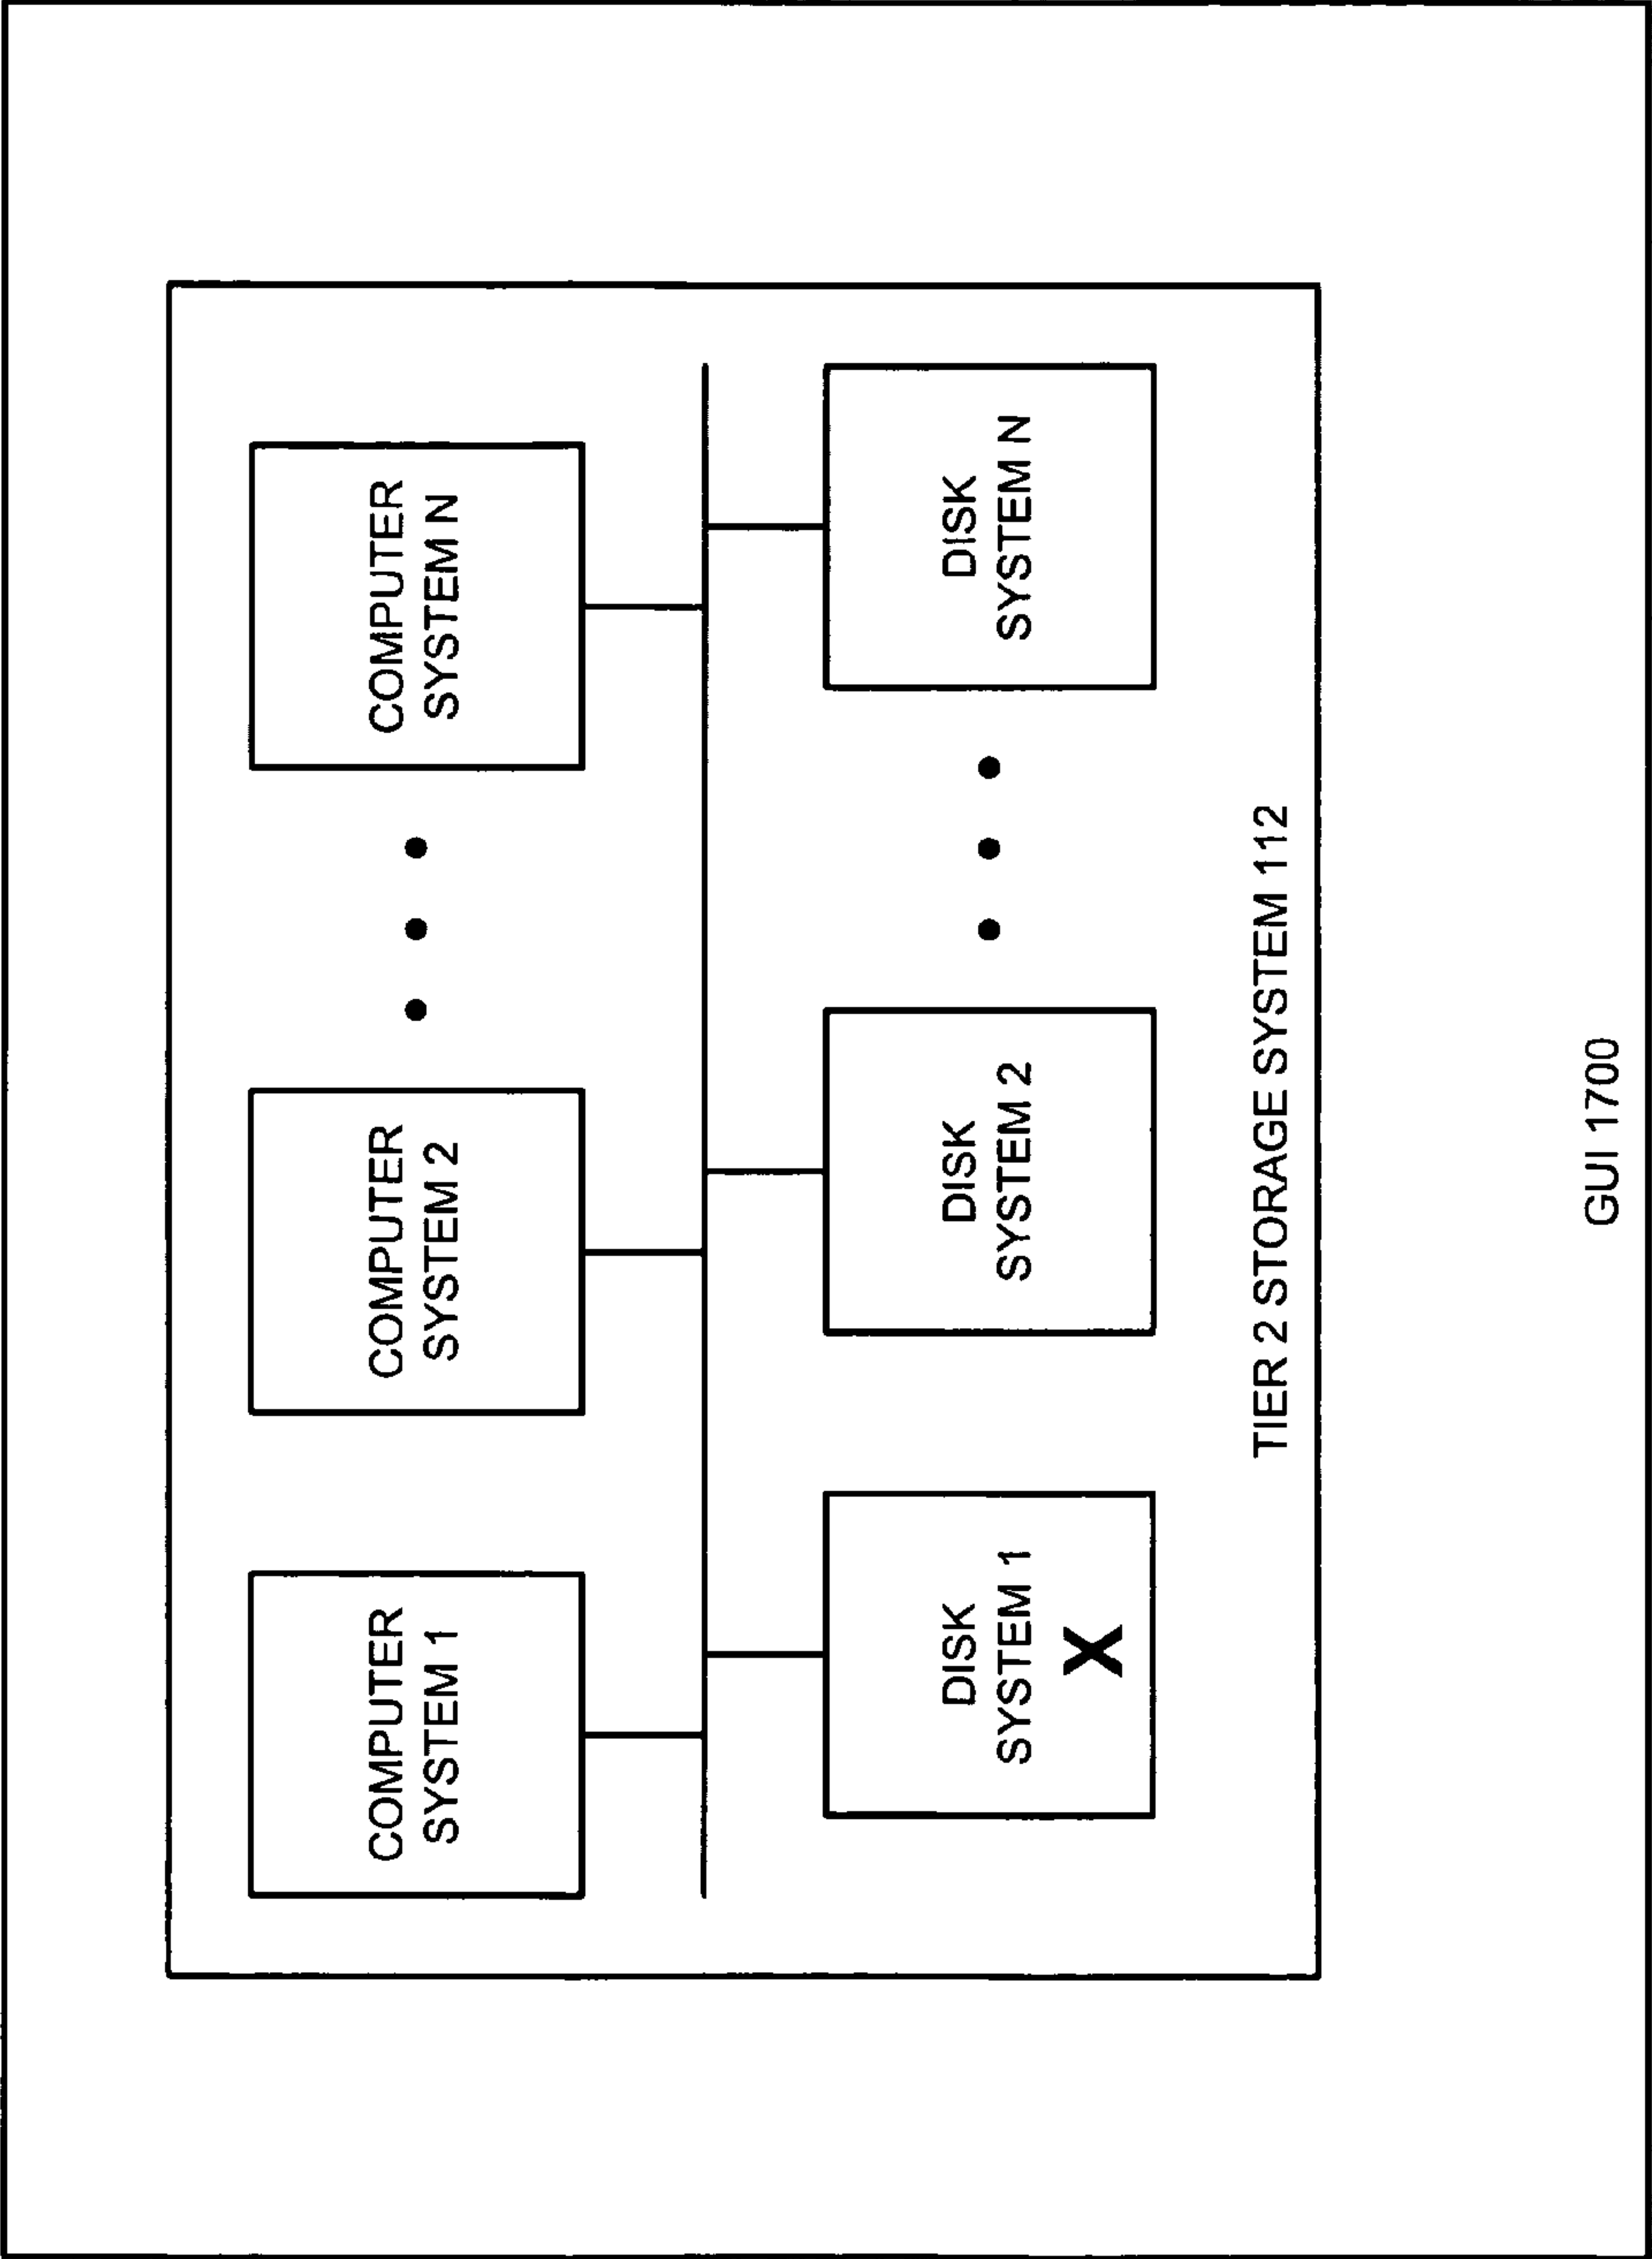 COMPUTER
SYSTEM 1
COMPUTER
SYSTEM 2
COMPUTER
SYSTEM N
DISK
SYSTEM 1
X
DISK
SYSTEM 2
DISK
SYSTEM N
TIER 2 STORAGE SYSTEM 112
GUI 1700